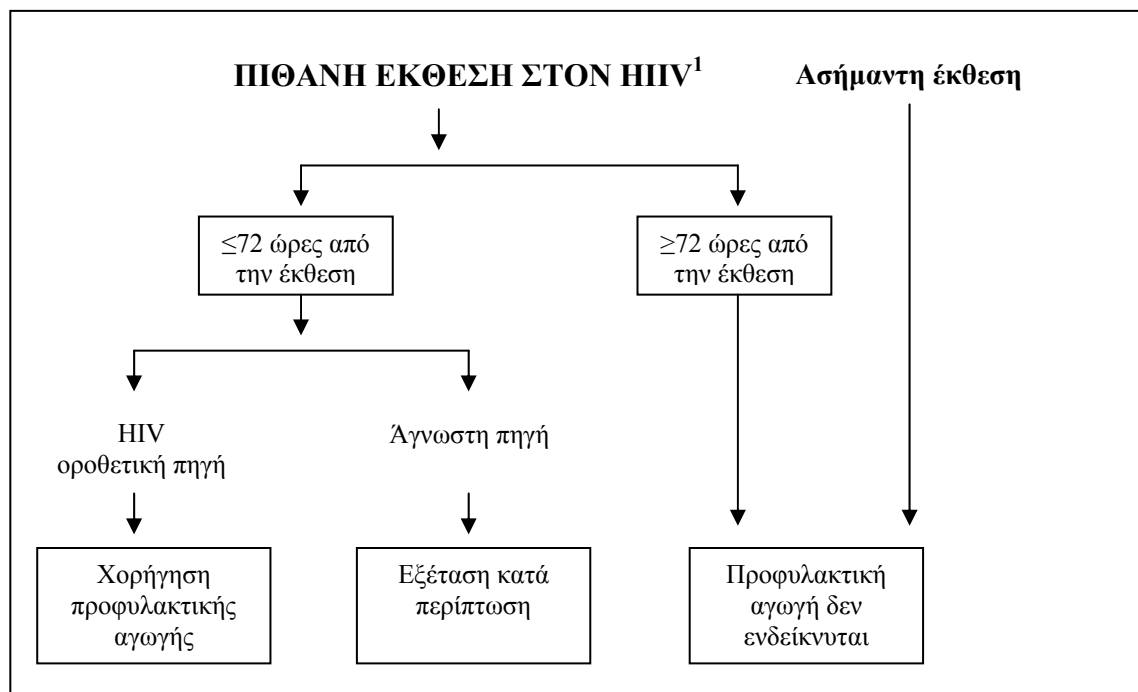 ΠΙΘΑΝΗ ΕΚΘΕΣΗ ΣΤΟΝ HIIV¹
Ασήμαντη έκθεση
≤72 ώρες από
την έκθεση
≥72 ώρες από
την έκθεση
HIV
οροθετική πηγή
Άγνωστη πηγή
Χορήγηση
προφυλακτικής
αγωγής
Εξέταση κατά
περίπτωση
Προφυλακτική
αγωγή δεν
ενδείκνυται